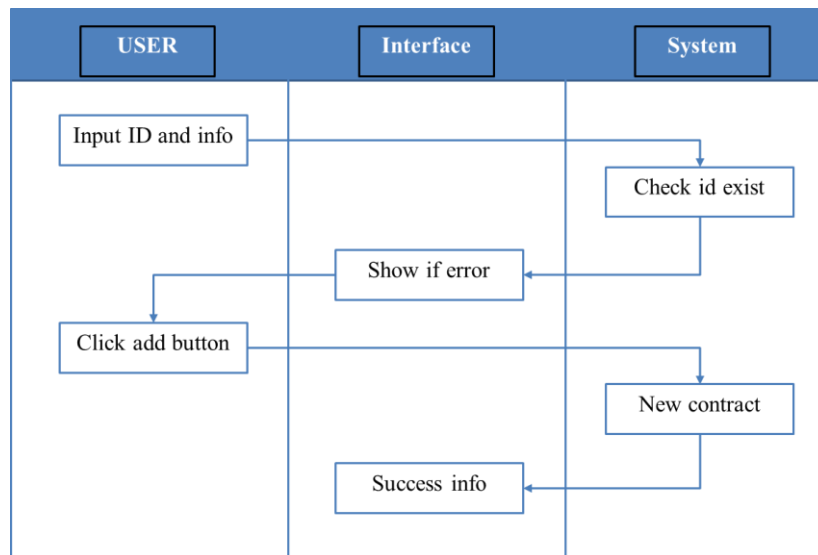 USER
Interface
System
Input ID and info
Check id exist
Show if error
Click add button
New contract
Success info